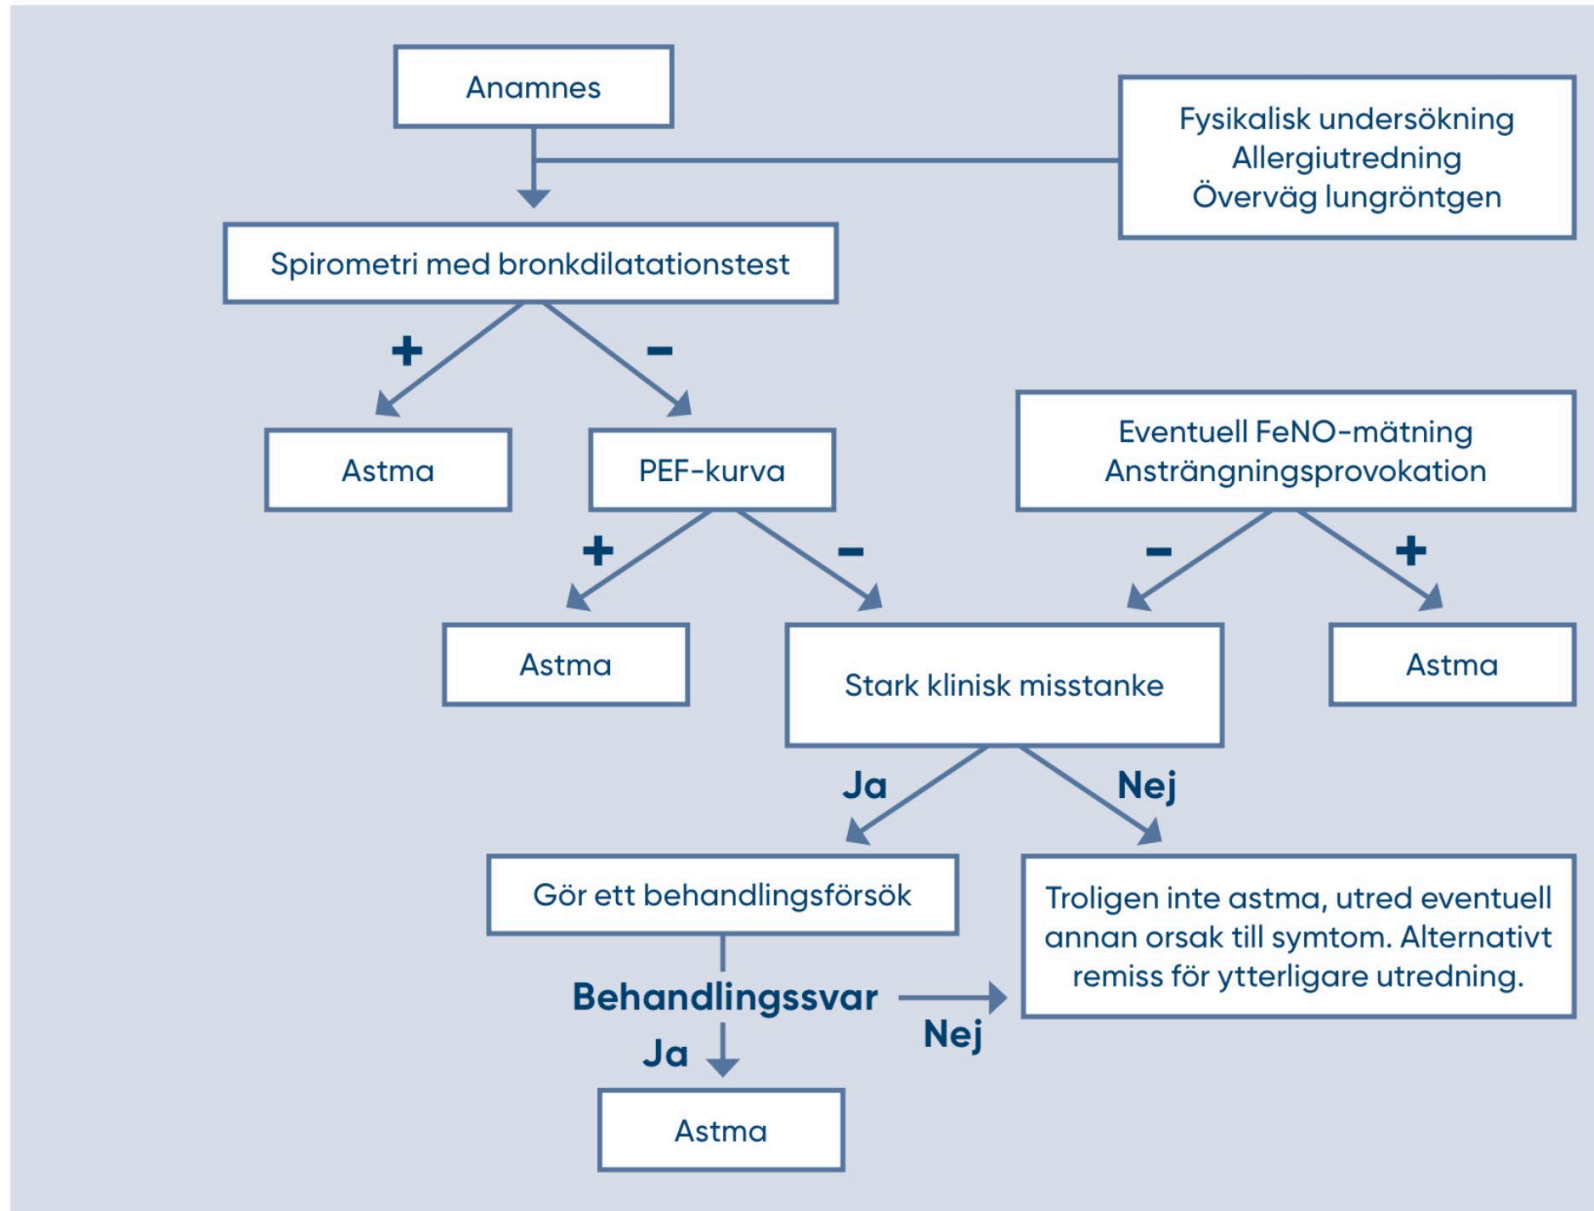 Anamnes
Fysikalisk undersökning
Allergiutredning
Överväg lungröntgen
Spirometri med bronkdilatationstest
+
–
Astma
PEF-kurva
Eventuell FeNO-mätning
Ansträngningsprovokation
+
–
–
+
Astma
Stark klinisk misstanke
Astma
Ja
Nej
Gör ett behandlingsförsök
Troligen inte astma, utred eventuell
annan orsak till symtom. Alternativt
remiss för ytterligare utredning.
Behandlingssvar
Nej
Ja
Astma